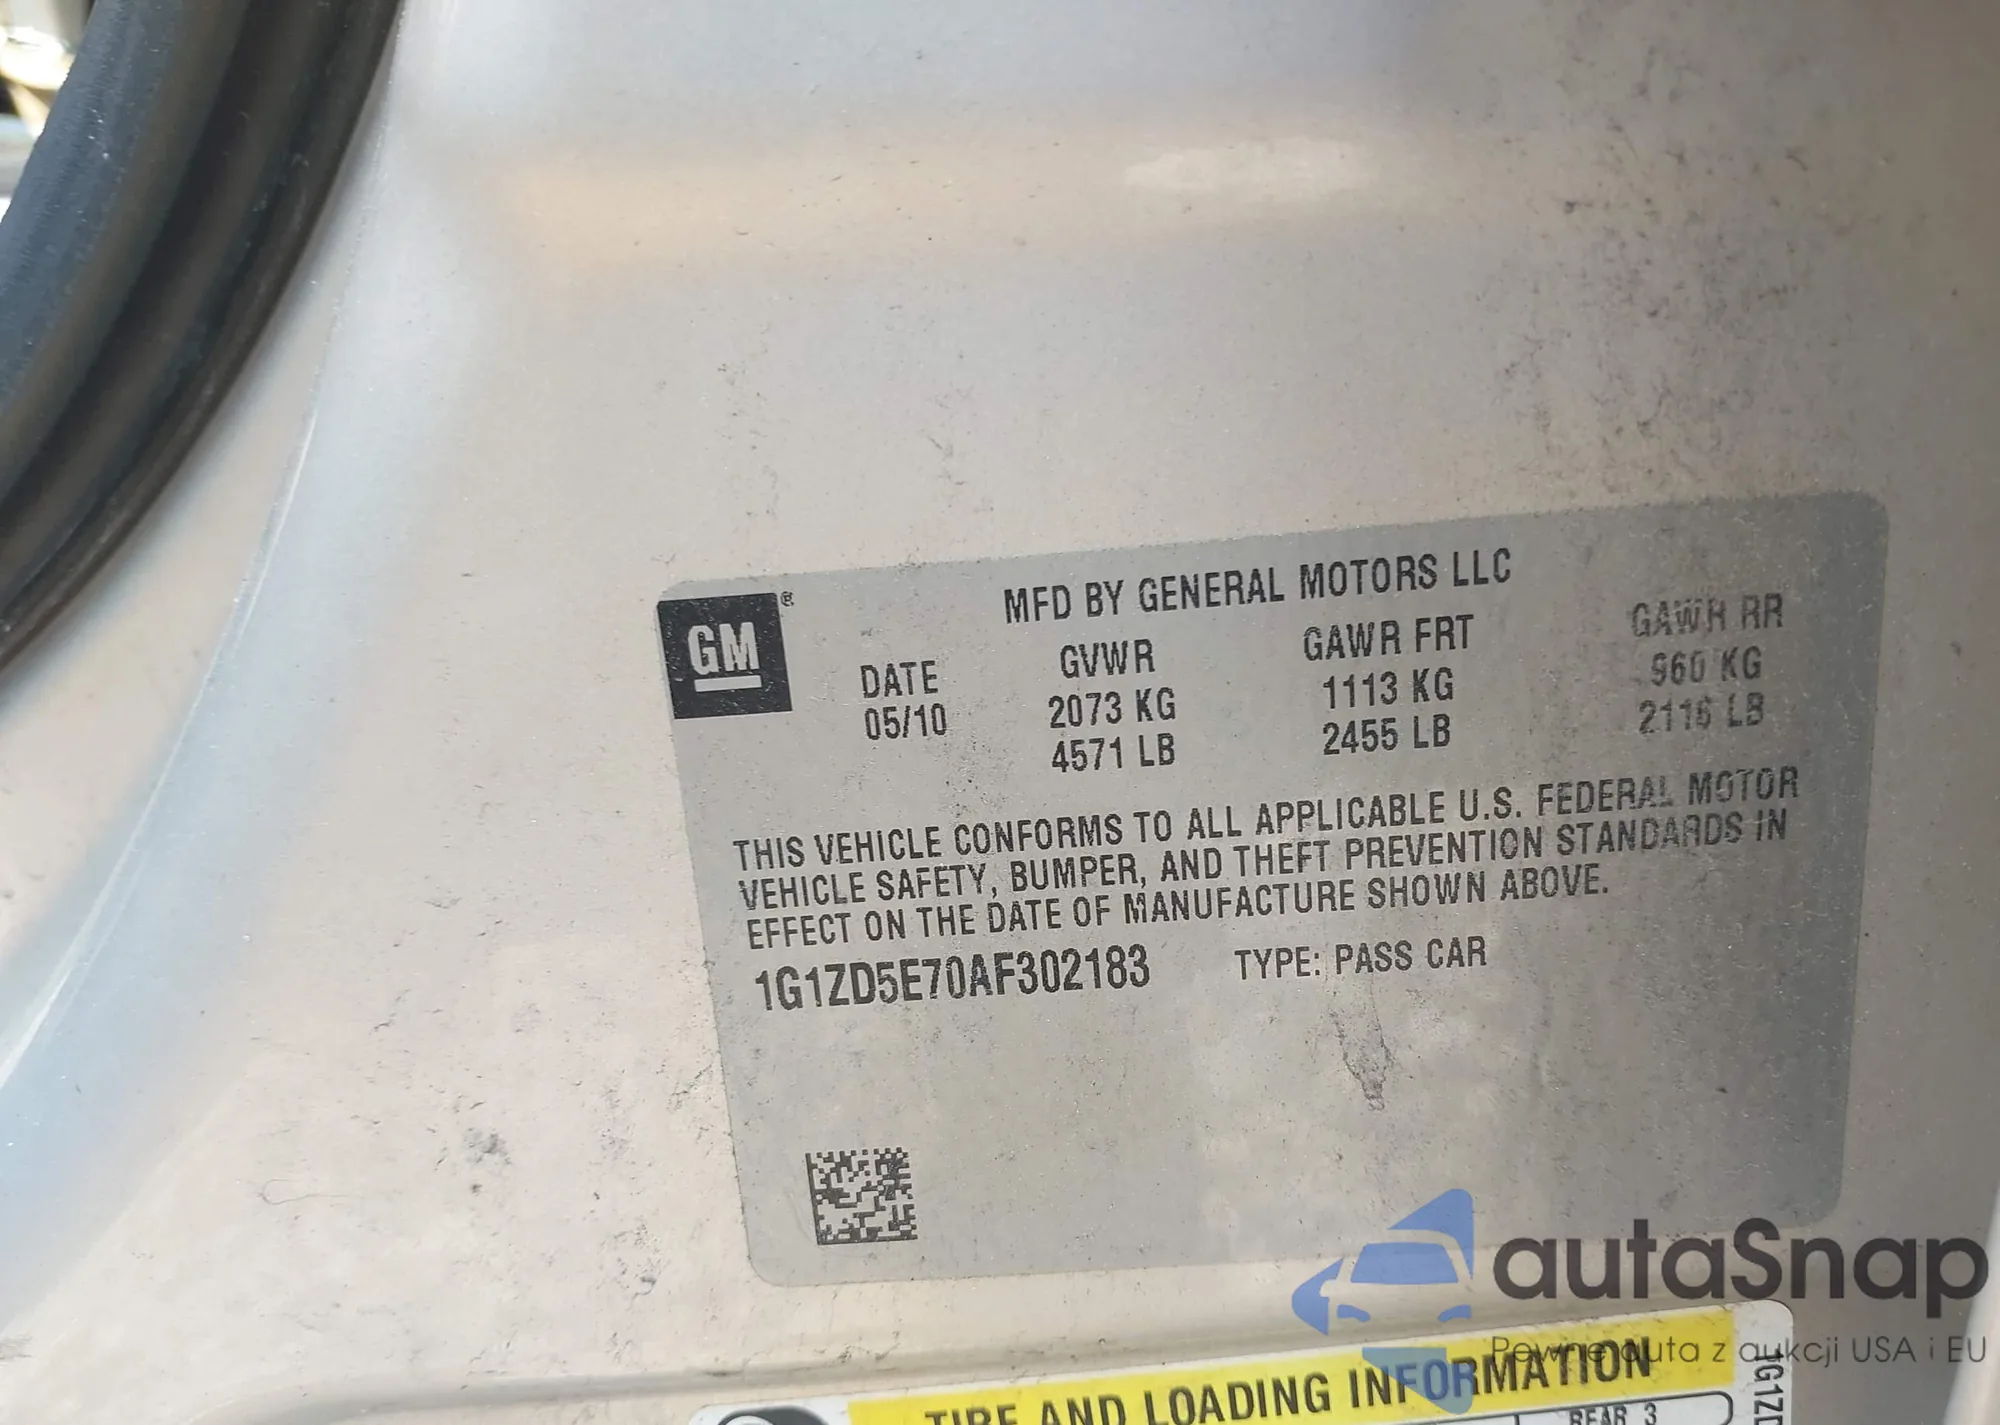 MFD BY GENERAL MOTORS LLC
GM ®
DATE GVWR GAWR FRT GAWR RR
05/10 2073 KG 1113 KG 960 KG
4571 LB 2455 LB 2116 LB
THIS VEHICLE CONFORMS TO ALL APPLICABLE U.S. FEDERAL MOTOR
VEHICLE SAFETY, BUMPER, AND THEFT PREVENTION STANDARDS IN
EFFECT ON THE DATE OF MANUFACTURE SHOWN ABOVE.
1G1ZD5E70AF302183 TYPE: PASS CAR
autaSnap
Pewne auta z aukcji USA i EU
TIRE AND LOADING INFORMATION
REAR 3
1G1ZD